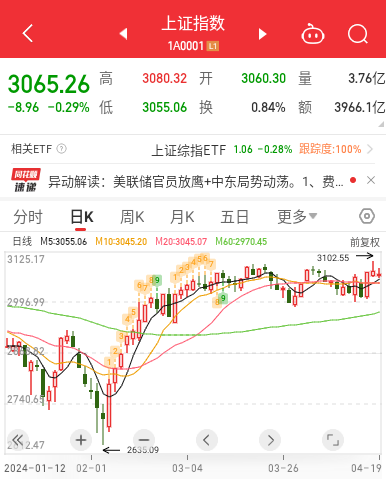 上证指数
1A0001 L1
3065.26 高 3080.32 开 3060.30 量 3.76亿
-8.96 -0.29% 低 3055.06 换 0.84% 额 3966.1亿
相关ETF ? 上证综指ETF 1.06 -0.28% 跟踪度:100%
同花顺
速递
异动解读：美联储官员放鹰+中东局势动荡。1、费...
分时 日K 周K 月K 五日 更多
日线 M5:3055.06 M10:3045.20 M20:3045.07 M60:2970.45 前复权
3125.17
3102.55
2996.99
2868.82
2740.65
2612.47
2635.09
2024-01-12 02-01 03-04 03-26 04-19